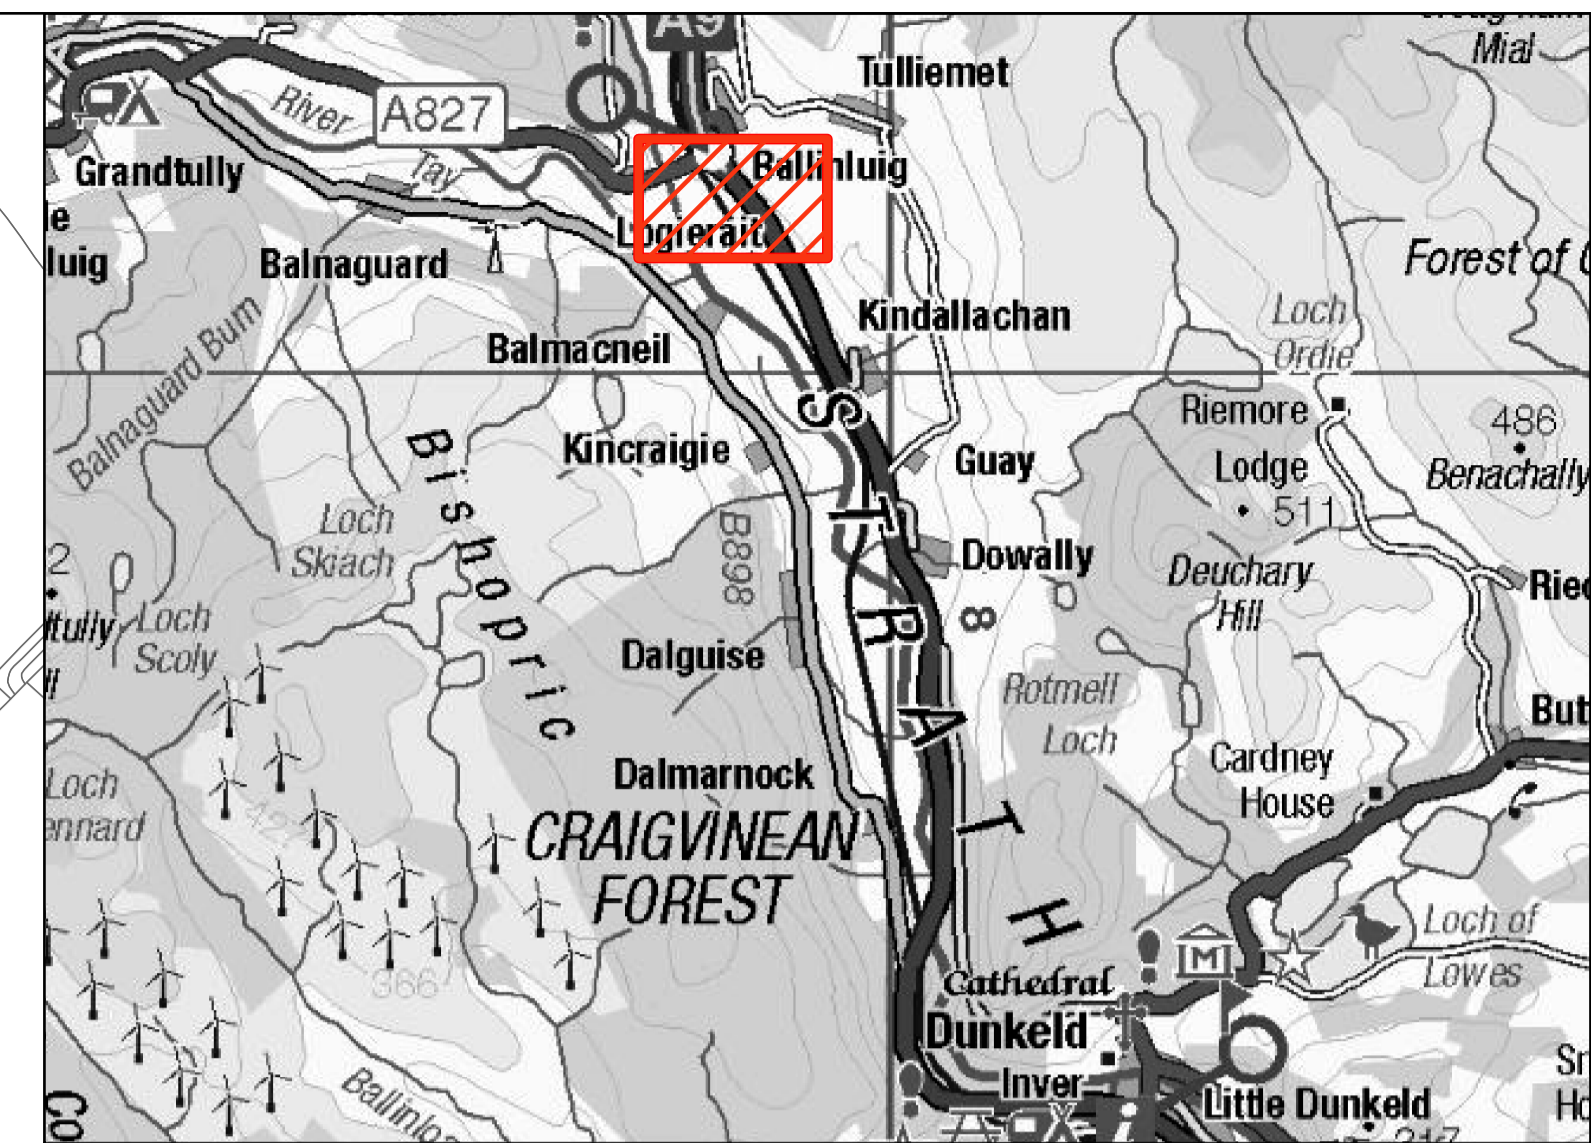 A9
Mial
Tulliemet
River
A827
Tay
Grandtully
Ballinluig
Logierait
luig
Balnaguard
Forest of
Kindallachan
Loch
Ordie
Balnaguard Burn
Balmacneil
Riemore
Lodge
486
Benachally
511
Kincraigie
Guay
Bishopric
STRATH
Loch
Skiach
B898
Dowally
8
Deuchary
Hill
Loch
Scoly
Dalguise
Rotmell
Loch
Dalmarnock
Cardney
House
Loch
CRAIGVINEAN
FOREST
366
M
Loch of
Lowes
Cathedral
Dunkeld
Inver
Little Dunkeld
i